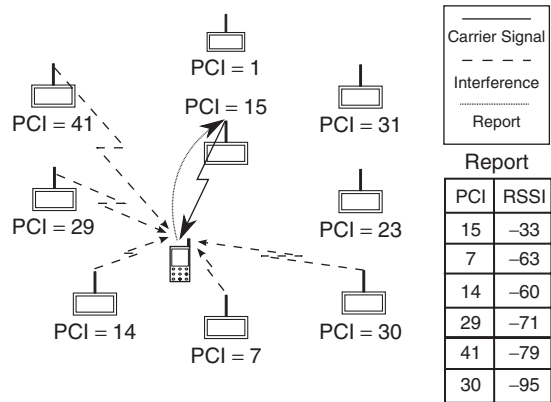 PCI = 1
PCI = 15
PCI = 41
PCI = 31
PCI = 29
PCI = 23
PCI = 14
PCI = 7
PCI = 30
Carrier Signal
Interference
Report
Report
PCI RSSI
15 –33
7 –63
14 –60
29 –71
41 –79
30 –95